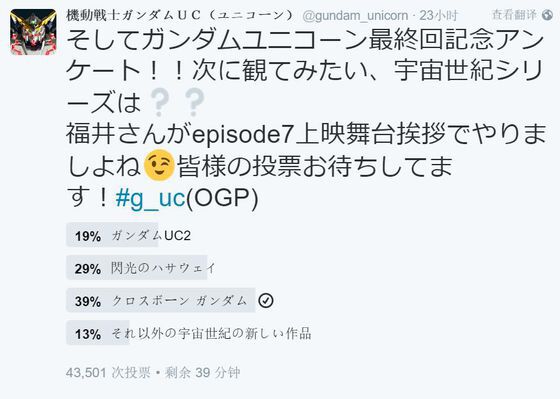 機動戦士ガンダムＵＣ（ユニコーン） @gundam_unicorn · 23小时 查看翻译
そしてガンダムユニコーン最終回記念アン
ケート！！次に観てみたい、宇宙世紀シリ
ーズは❔❔
福井さんがepisode7上映舞台挨拶でやりま
しよね😉皆様の投票お待ちしてま
す！#g_uc(OGP)
19% ガンダムUC2
29% 閃光のハサウェイ
39% クロスボーン ガンダム
13% それ以外の宇宙世紀の新しい作品
43,501 次投票 • 剩余 39 分钟